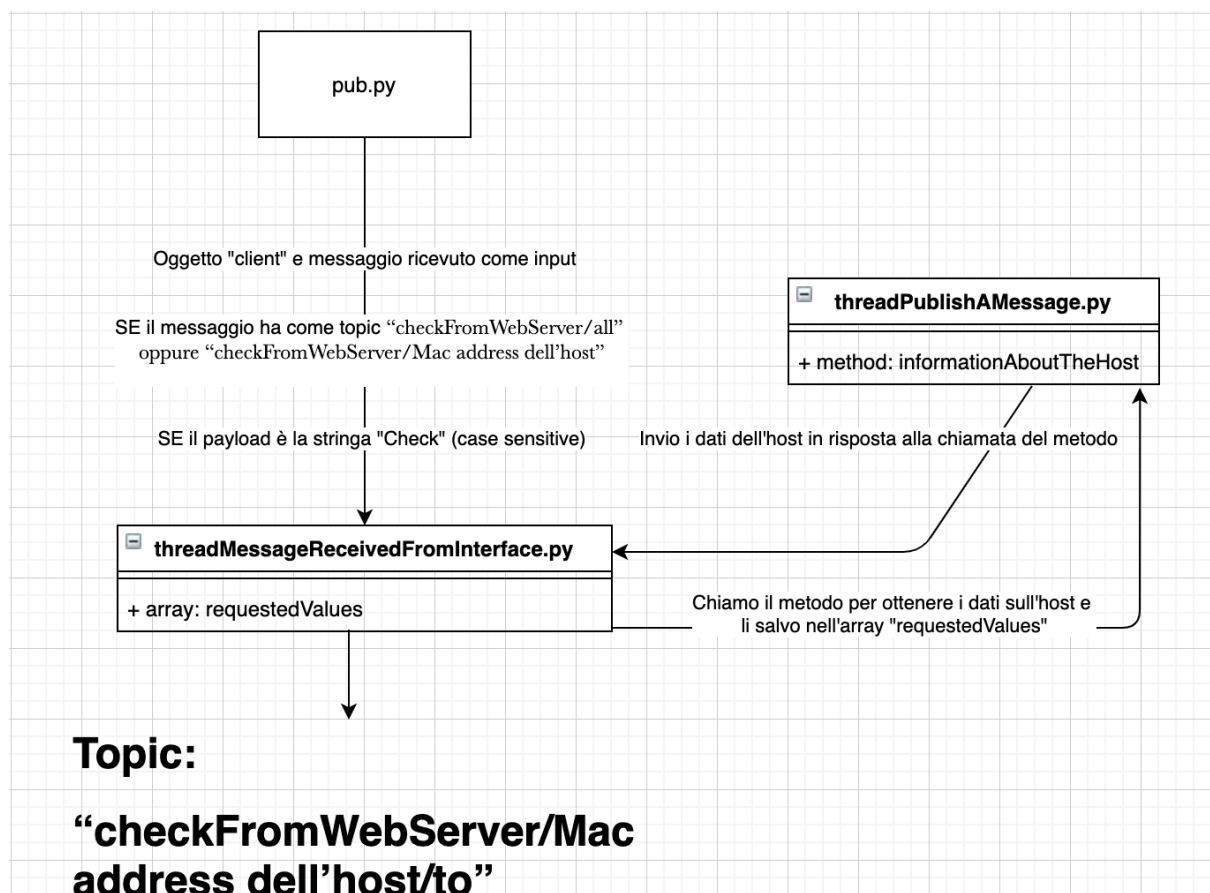 pub.py
Oggetto "client" e messaggio ricevuto come input
SE il messaggio ha come topic “checkFromWebServer/all”
oppure “checkFromWebServer/Mac address dell’host”
SE il payload è la stringa "Check" (case sensitive)
threadPublishAMessage.py
+ method: informationAboutTheHost
Invio i dati dell'host in risposta alla chiamata del metodo
threadMessageReceivedFromInterface.py
+ array: requestedValues
Chiamo il metodo per ottenere i dati sull'host e
li salvo nell'array "requestedValues"
Topic:
“checkFromWebServer/Mac
address dell’host/to”